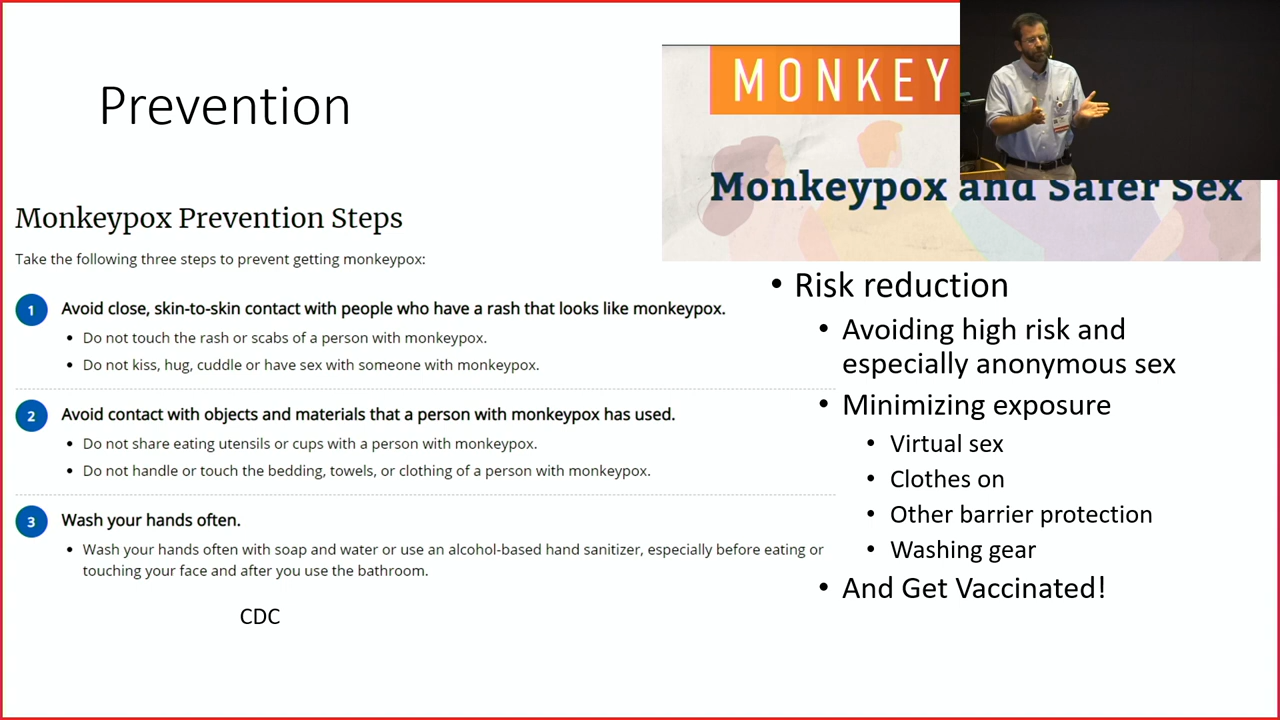 Prevention
MONKEY
Monkeypox and Safer Sex
Monkeypox Prevention Steps
Take the following three steps to prevent getting monkeypox:
1 Avoid close, skin-to-skin contact with people who have a rash that looks like monkeypox.
• Do not touch the rash or scabs of a person with monkeypox.
• Do not kiss, hug, cuddle or have sex with someone with monkeypox.
2 Avoid contact with objects and materials that a person with monkeypox has used.
• Do not share eating utensils or cups with a person with monkeypox.
• Do not handle or touch the bedding, towels, or clothing of a person with monkeypox.
3 Wash your hands often.
• Wash your hands often with soap and water or use an alcohol-based hand sanitizer, especially before eating or
touching your face and after you use the bathroom.
CDC
• Risk reduction
• Avoiding high risk and
especially anonymous sex
• Minimizing exposure
• Virtual sex
• Clothes on
• Other barrier protection
• Washing gear
• And Get Vaccinated!